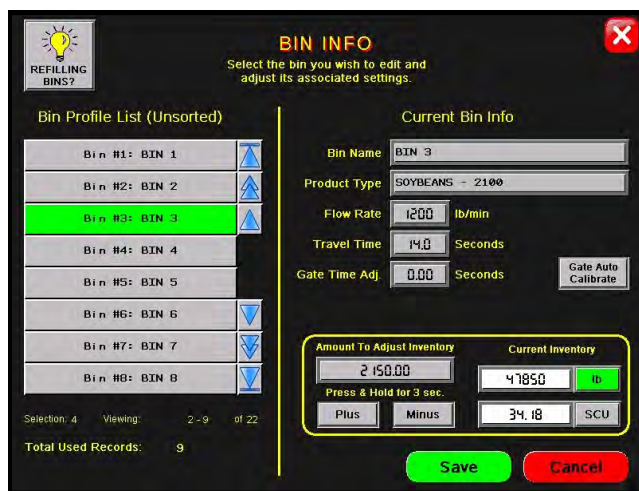 REFILLING
BINS?
BIN INFO
Select the bin you wish to edit and
adjust its associated settings.
Bin Profile List (Unsorted)
Bin #1: BIN 1
Bin #2: BIN 2
Bin #3: BIN 3
Bin #4: BIN 4
Bin #5: BIN 5
Bin #6: BIN 6
Bin #7: BIN 7
Bin #8: BIN 8
Selection: 4 Viewing: 2 - 9 of 22
Total Used Records: 9
Current Bin Info
Bin Name BIN 3
Product Type SOYBEANS - 2100
Flow Rate 1200 lb/min
Travel Time 14.0 Seconds
Gate Time Adj. 0.00 Seconds
Gate Auto
Calibrate
Amount To Adjust Inventory
2150.00
Press & Hold for 3 sec.
Plus Minus
Current Inventory
47850 lb
34.18 SCU
Save Cancel